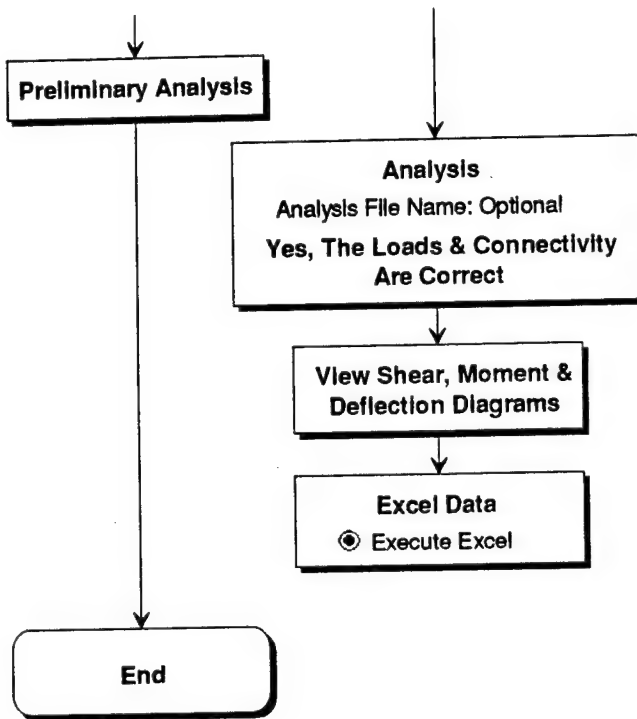 Preliminary Analysis
Analysis
Analysis File Name: Optional
Yes, The Loads & Connectivity
Are Correct
View Shear, Moment &
Deflection Diagrams
Excel Data
Execute Excel
End